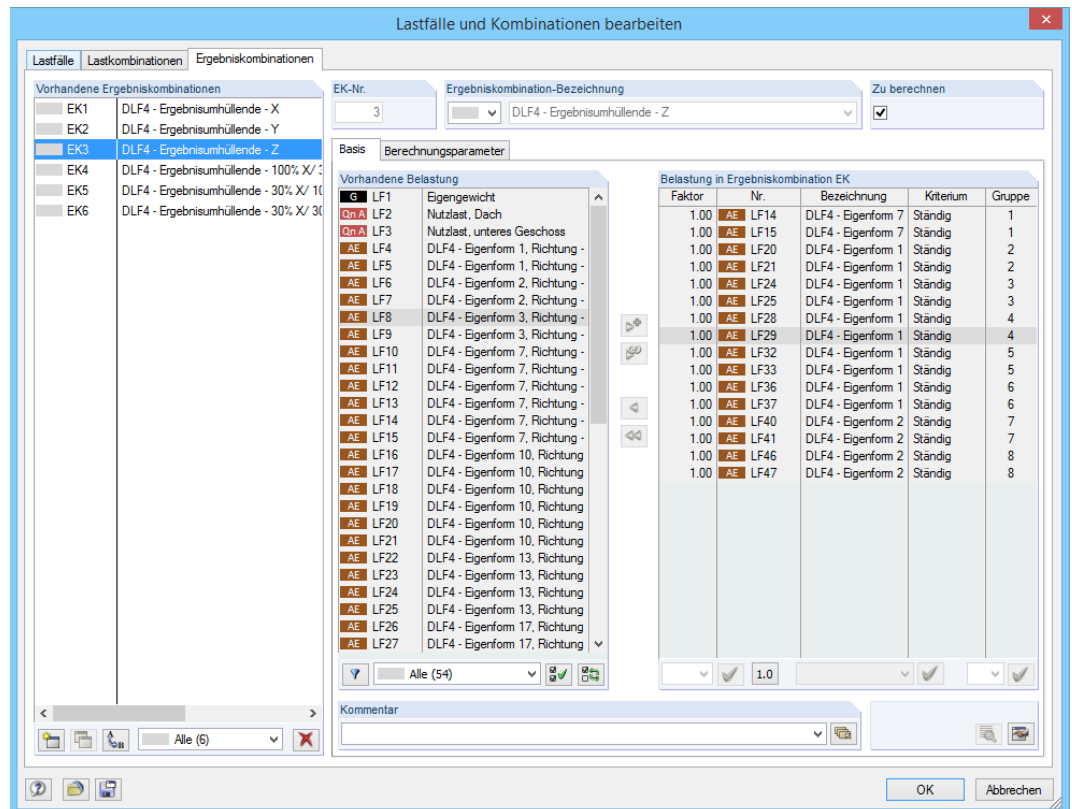 Lastfälle und Kombinationen bearbeiten
Lastfälle Lastkombinationen Ergebniskombinationen
Vorhandene Ergebniskombinationen
EK1 DLF4 - Ergebnisumhüllende - X
EK2 DLF4 - Ergebnisumhüllende - Y
EK3 DLF4 - Ergebnisumhüllende - Z
EK4 DLF4 - Ergebnisumhüllende - 100% X/ 3
EK5 DLF4 - Ergebnisumhüllende - 30% X/ 10
EK6 DLF4 - Ergebnisumhüllende - 30% X/ 30
Alle (6)
EK-Nr.
3
Ergebniskombination-Bezeichnung
DLF4 - Ergebnisumhüllende - Z
Zu berechnen
Basis Berechnungsparameter
Vorhandene Belastung
G LF1 Eigengewicht
Qn A LF2 Nutzlast, Dach
Qn A LF3 Nutzlast, unteres Geschoss
AE LF4 DLF4 - Eigenform 1, Richtung -
AE LF5 DLF4 - Eigenform 1, Richtung -
AE LF6 DLF4 - Eigenform 2, Richtung -
AE LF7 DLF4 - Eigenform 2, Richtung -
AE LF8 DLF4 - Eigenform 3, Richtung -
AE LF9 DLF4 - Eigenform 3, Richtung -
AE LF10 DLF4 - Eigenform 7, Richtung -
AE LF11 DLF4 - Eigenform 7, Richtung -
AE LF12 DLF4 - Eigenform 7, Richtung -
AE LF13 DLF4 - Eigenform 7, Richtung -
AE LF14 DLF4 - Eigenform 7, Richtung -
AE LF15 DLF4 - Eigenform 7, Richtung -
AE LF16 DLF4 - Eigenform 10, Richtung
AE LF17 DLF4 - Eigenform 10, Richtung
AE LF18 DLF4 - Eigenform 10, Richtung
AE LF19 DLF4 - Eigenform 10, Richtung
AE LF20 DLF4 - Eigenform 10, Richtung
AE LF21 DLF4 - Eigenform 10, Richtung
AE LF22 DLF4 - Eigenform 13, Richtung
AE LF23 DLF4 - Eigenform 13, Richtung
AE LF24 DLF4 - Eigenform 13, Richtung
AE LF25 DLF4 - Eigenform 13, Richtung
AE LF26 DLF4 - Eigenform 17, Richtung
AE LF27 DLF4 - Eigenform 17, Richtung
Alle (54)
Belastung in Ergebniskombination EK
Faktor Nr. Bezeichnung Kriterium Gruppe
1.00 AE LF14 DLF4 - Eigenform 7 Ständig 1
1.00 AE LF15 DLF4 - Eigenform 7 Ständig 1
1.00 AE LF20 DLF4 - Eigenform 1 Ständig 2
1.00 AE LF21 DLF4 - Eigenform 1 Ständig 2
1.00 AE LF24 DLF4 - Eigenform 1 Ständig 3
1.00 AE LF25 DLF4 - Eigenform 1 Ständig 3
1.00 AE LF28 DLF4 - Eigenform 1 Ständig 4
1.00 AE LF29 DLF4 - Eigenform 1 Ständig 4
1.00 AE LF32 DLF4 - Eigenform 1 Ständig 5
1.00 AE LF33 DLF4 - Eigenform 1 Ständig 5
1.00 AE LF36 DLF4 - Eigenform 1 Ständig 6
1.00 AE LF37 DLF4 - Eigenform 1 Ständig 6
1.00 AE LF40 DLF4 - Eigenform 2 Ständig 7
1.00 AE LF41 DLF4 - Eigenform 2 Ständig 7
1.00 AE LF46 DLF4 - Eigenform 2 Ständig 8
1.00 AE LF47 DLF4 - Eigenform 2 Ständig 8
1.0
Kommentar
OK Abbrechen